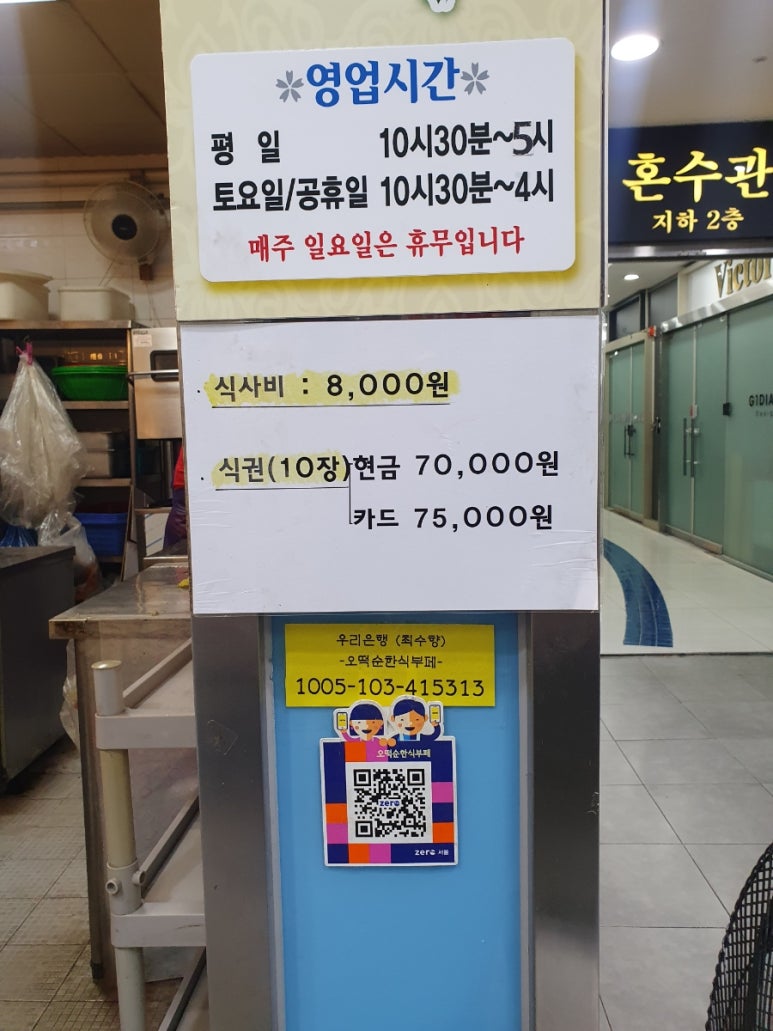 영업시간
평 일 10시30분~5시
토요일/공휴일 10시30분~4시
매주 일요일은 휴무입니다
혼수관
지하 2층
식사비 : 8,000원
식권(10장)현금 70,000원
카드 75,000원
우리은행 (최수향)
-오떡순한식부페-
1005-103-415313
오떡순한식부페
zero
zero 서울